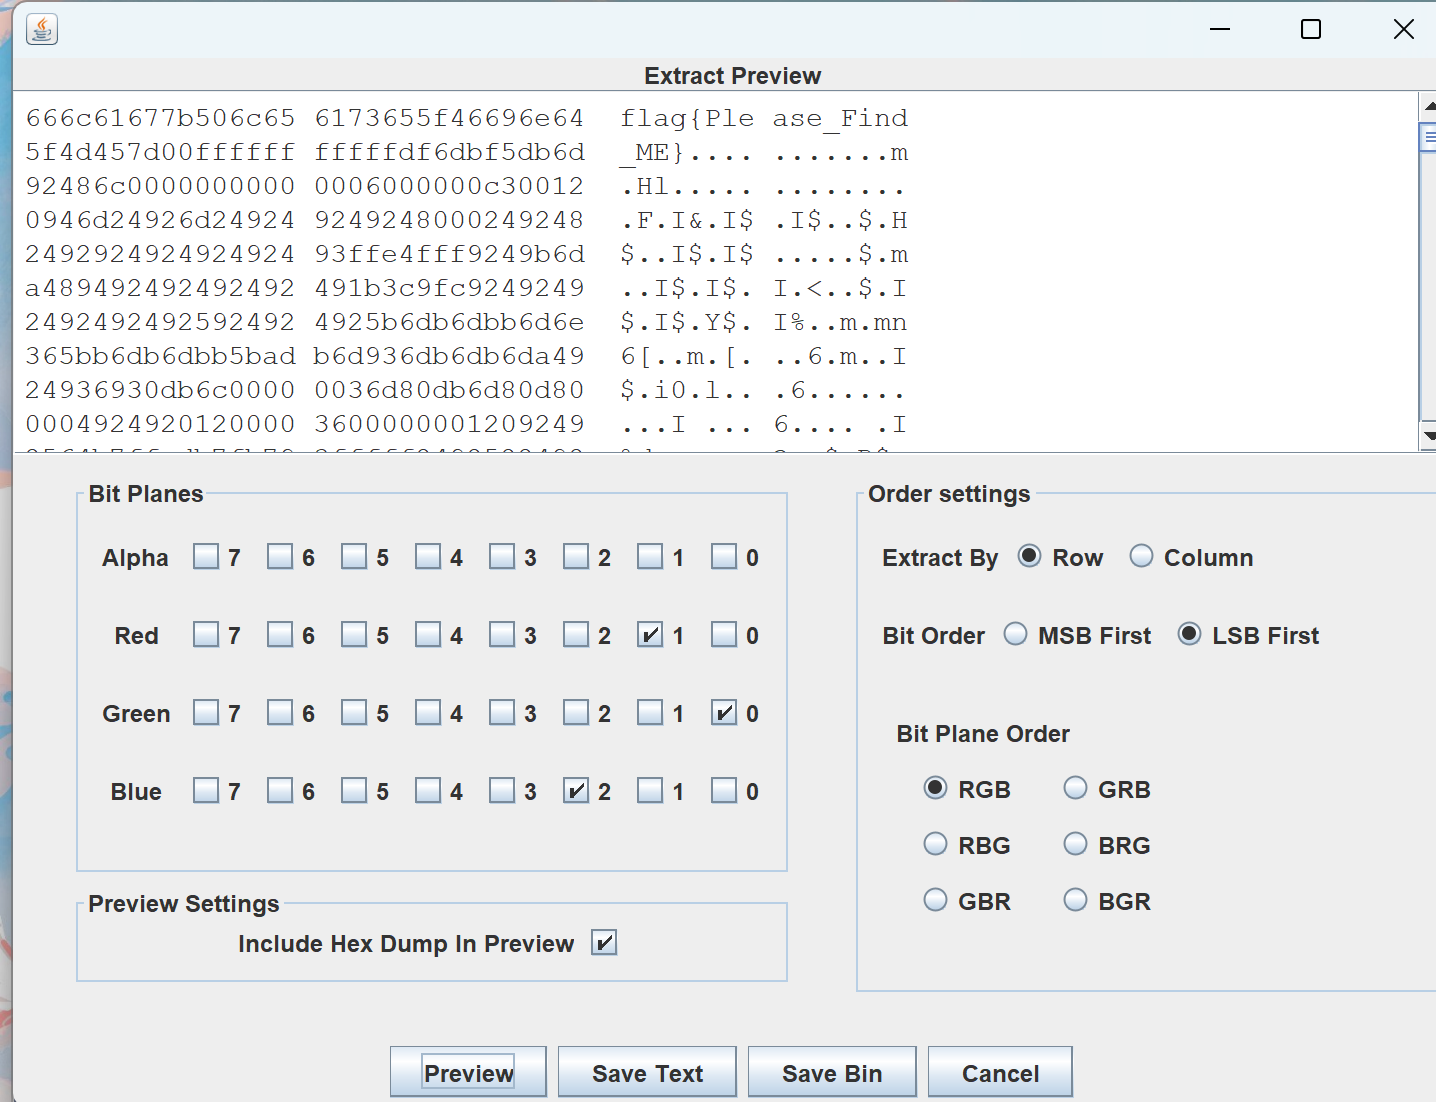 Extract Preview
666c61677b506c65 6173655f46696e64 flag{Ple ase_Find
5f4d457d00ffffff fffffdf6dbf5db6d _ME}.... .......m
92486c0000000000 0006000000c30012 .Hl..... ........
0946d24926d24924 9249248000249248 .F.I&.I$ .I$..$.H
2492924924924924 93ffe4fff9249b6d $..I$.I$ .....$.m
a489492492492492 491b3c9fc9249249 ..I$.I$. I.<..$.I
2492492492592492 4925b6db6dbb6d6e $.I$.Y$. I%..m.mn
365bb6db6dbb5bad b6d936db6db6da49 6[..m.[. ..6.m..I
24936930db6c0000 0036d80db6d80d80 $.i0.l.. .6......
0004924920120000 3600000001209249 ...I ... 6.... .I
Bit Planes
Alpha 7 6 5 4 3 2 1 0
Red 7 6 5 4 3 2 1 0
Green 7 6 5 4 3 2 1 0
Blue 7 6 5 4 3 2 1 0
Preview Settings
Include Hex Dump In Preview
Order settings
Extract By Row Column
Bit Order MSB First LSB First
Bit Plane Order
RGB GRB
RBG BRG
GBR BGR
Preview Save Text Save Bin Cancel